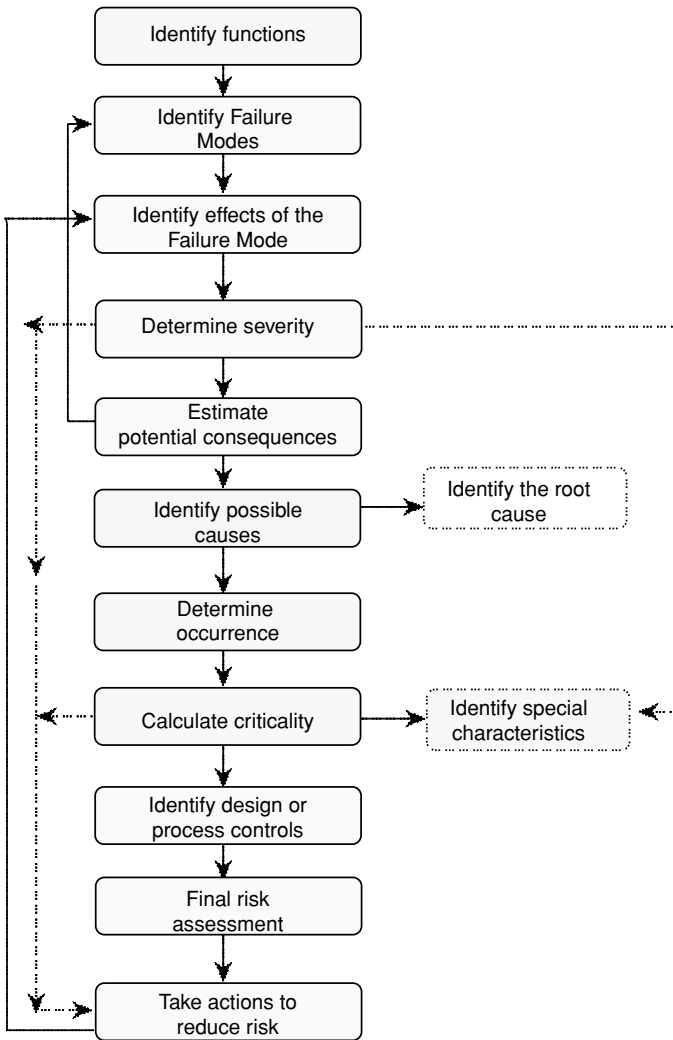 Identify functions
Identify Failure
Modes
Identify effects of the
Failure Mode
Determine severity
Estimate
potential consequences
Identify possible
causes
Identify the root
cause
Determine
occurrence
Calculate criticality
Identify special
characteristics
Identify design or
process controls
Final risk
assessment
Take actions to
reduce risk